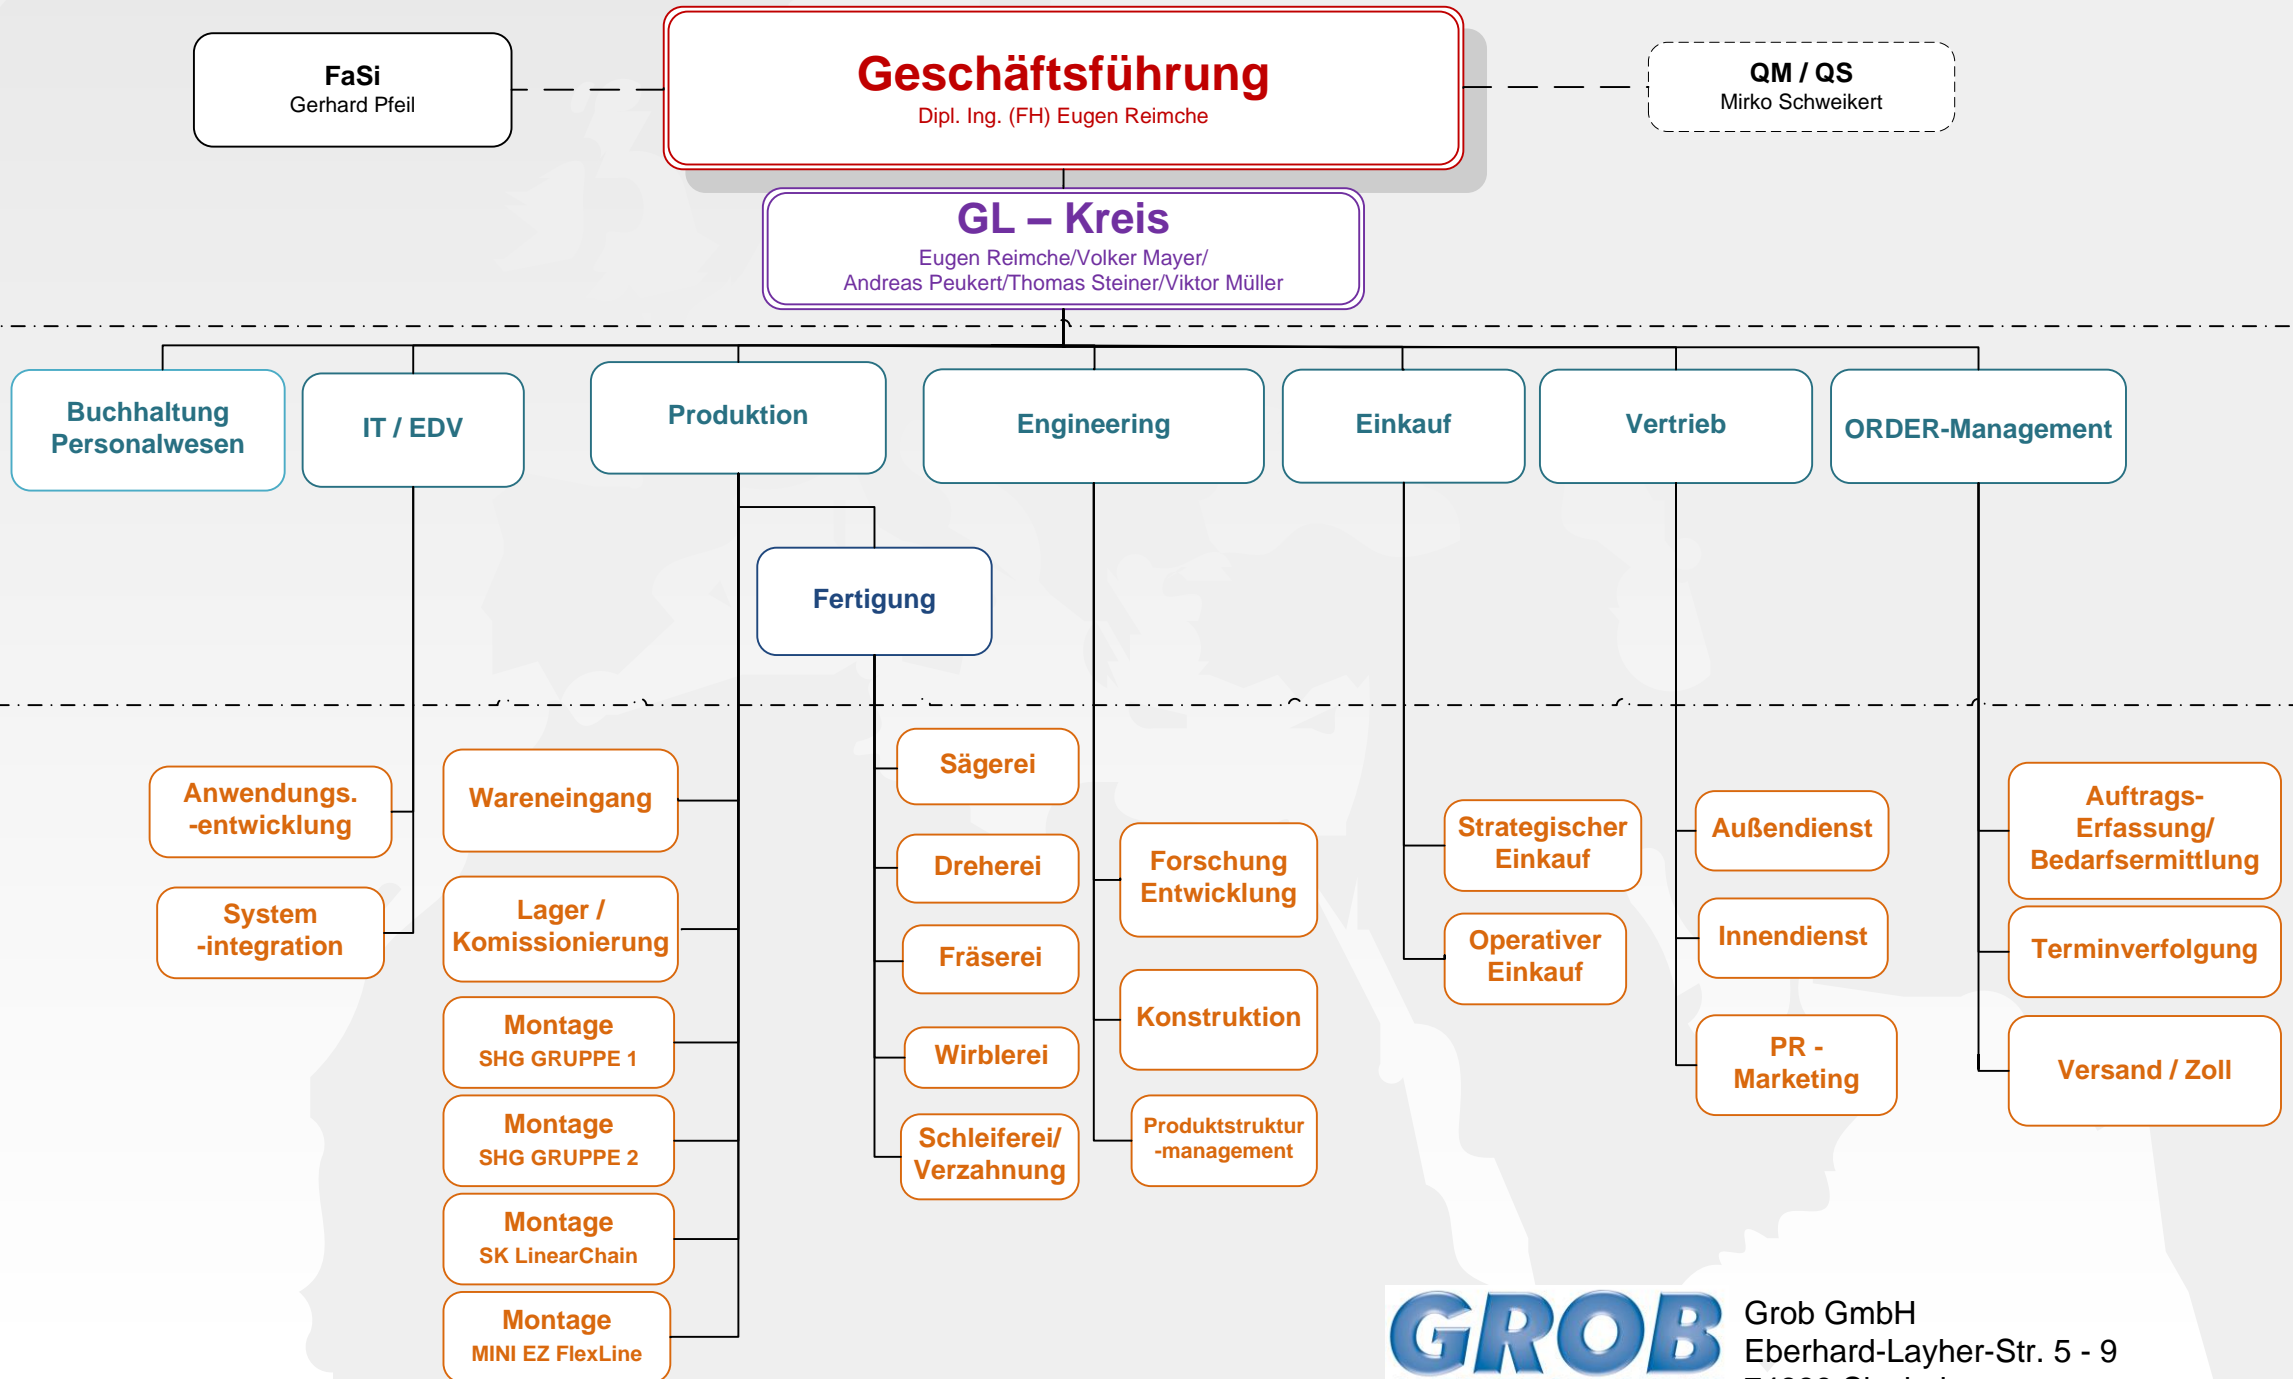 FaSi
Gerhard Pfeil
Geschäftsführung
Dipl. Ing. (FH) Eugen Reimche
QM / QS
Mirko Schweikert
GL – Kreis
Eugen Reimche/Volker Mayer/
Andreas Peukert/Thomas Steiner/Viktor Müller
Buchhaltung
Personalwesen
IT / EDV
Produktion
Engineering
Einkauf
Vertrieb
ORDER-Management
Fertigung
Anwendungs.
-entwicklung
System
-integration
Wareneingang
Lager /
Komissionierung
Montage
SHG GRUPPE 1
Montage
SHG GRUPPE 2
Montage
SK LinearChain
Montage
MINI EZ FlexLine
Sägerei
Dreherei
Fräserei
Wirblerei
Schleiferei/
Verzahnung
Forschung
Entwicklung
Konstruktion
Produktstruktur
-management
Strategischer
Einkauf
Operativer
Einkauf
Außendienst
Innendienst
PR -
Marketing
Auftrags-
Erfassung/
Bedarfsermittlung
Terminverfolgung
Versand / Zoll
GROB
Grob GmbH
Eberhard-Layher-Str. 5 - 9